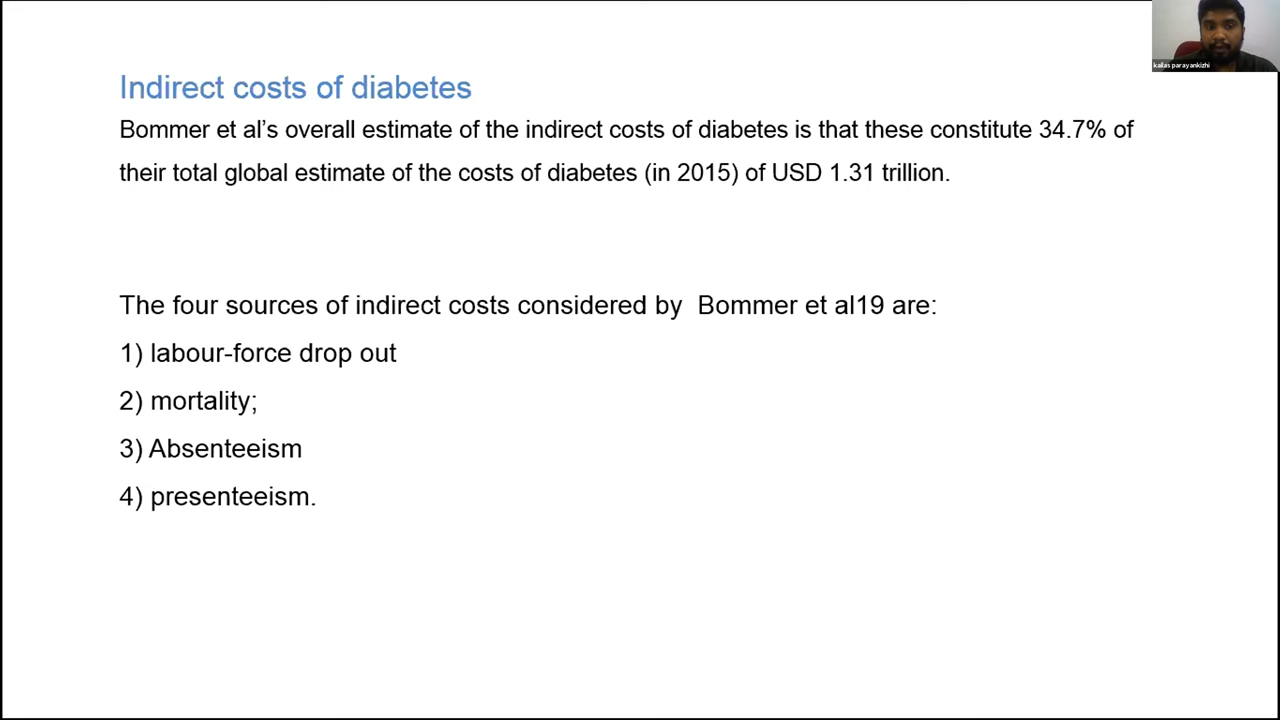 kailas parayankizhi
Indirect costs of diabetes
Bommer et al’s overall estimate of the indirect costs of diabetes is that these constitute 34.7% of
their total global estimate of the costs of diabetes (in 2015) of USD 1.31 trillion.
The four sources of indirect costs considered by  Bommer et al19 are:
1) labour-force drop out
2) mortality;
3) Absenteeism
4) presenteeism.